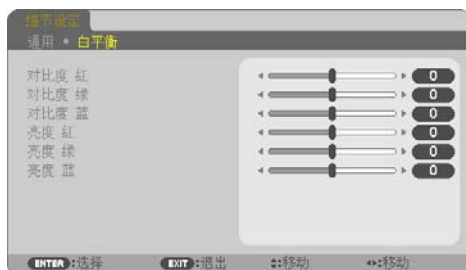 细节设定
通用 • 白平衡
对比度 紅 0
对比度 绿 0
对比度 蓝 0
亮度 紅 0
亮度 绿 0
亮度 蓝 0
ENTER :选择 EXIT :退出 :移动 :移动